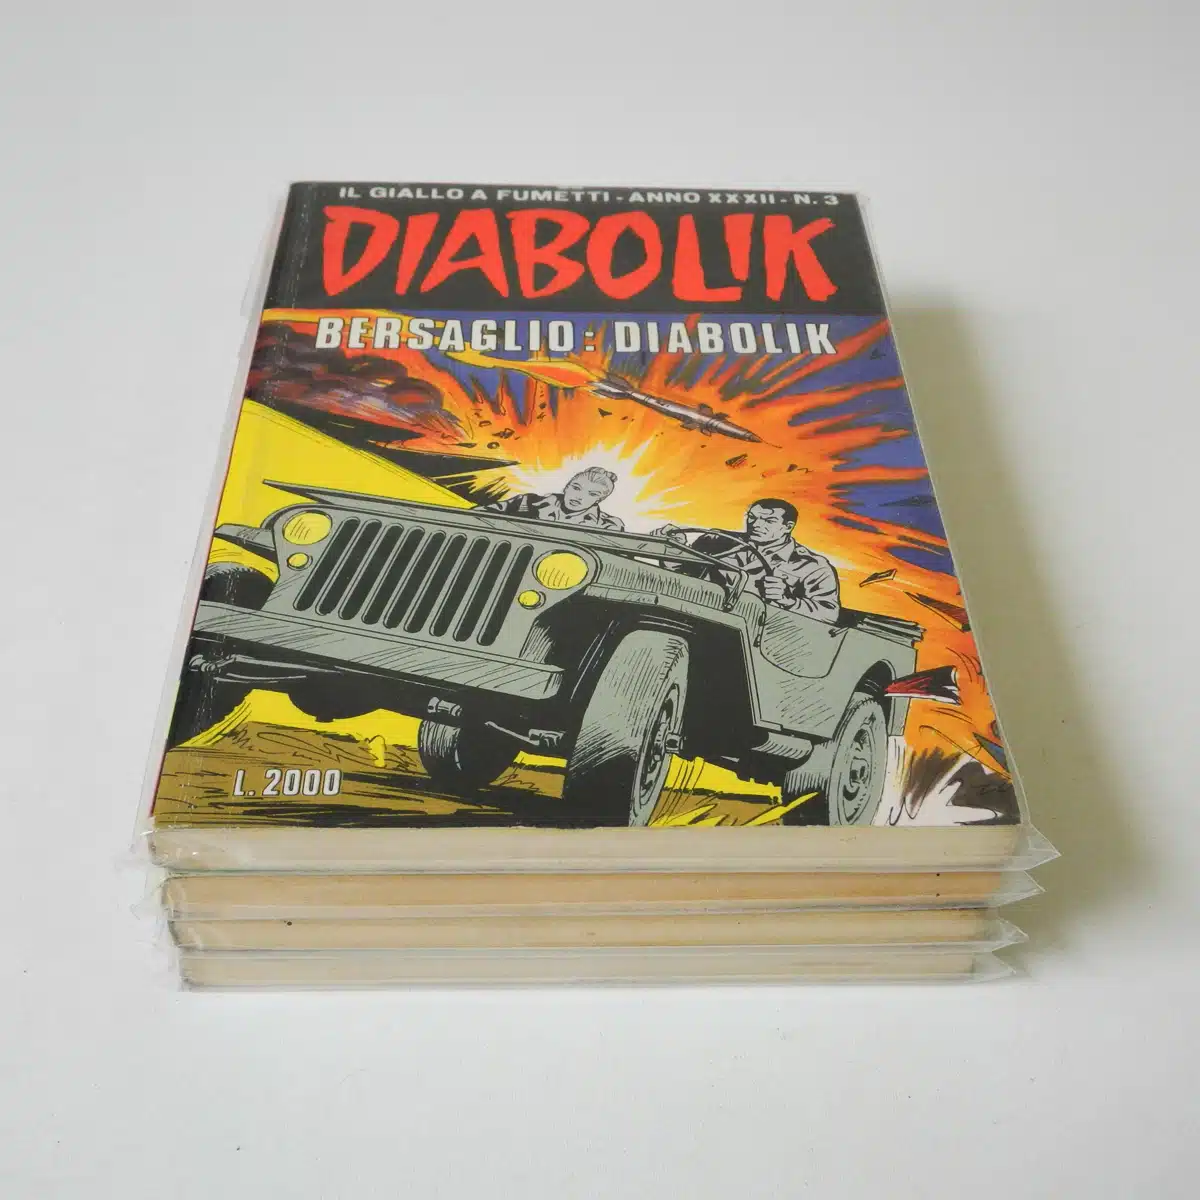 IL GIALLO A FUMETTI - ANNO XXXII - N. 3
DIABOLIK
BERSAGLIO: DIABOLIK
L. 2000